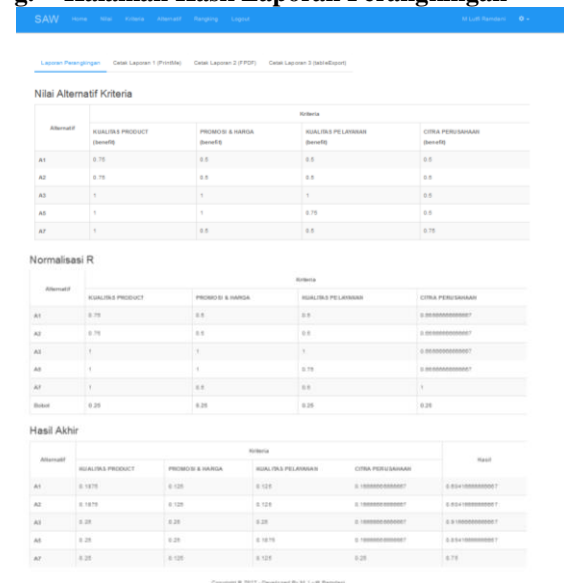 g. Halaman Hasil Laporan Perangkingan
SAW Home Nilai Kriteria Alternatif Rangking Logout M Lutfi Ramdani
Laporan Perangkingan Cetak Laporan 1 (PrintMe) Cetak Laporan 2 (FPDF) Cetak Laporan 3 (tableExport)
Nilai Alternatif Kriteria
Alternatif Kriteria
KUALITAS PRODUCT (benefit) PROMOSI & HARGA (benefit) KUALITAS PELAYANAN (benefit) CITRA PERUSAHAAN (benefit)
A1 0.75 0.5 0.5 0.5
A2 0.75 0.5 0.5 0.5
A3 1 1 1 0.5
1 1 0.75 0.5
A7 1 0.5 0.5 0.75
Normalisasi R
Alternatif Kriteria
KUALITAS PRODUCT PROMOSI & HARGA KUALITAS PELAYANAN CITRA PERUSAHAAN
A1 0.75 0.5 0.5
A2 0.75 0.5 0.5
A3 1 1 1
1 1 0.75
A7 1 0.5 0.5 1
Bobot 0.25 0.25 0.25 0.25
Hasil Akhir
Alternatif Kriteria Hasil
KUALITAS PRODUCT PROMOSI & HARGA KUALITAS PELAYANAN CITRA PERUSAHAAN
A1 0.1875 0.125 0.125
A2 0.1875 0.125 0.125
A3 0.25 0.25 0.25
0.25 0.25 0.1875
A7 0.25 0.125 0.125 0.25 0.75
Copyright © 2017 - Developed By M. Lutfi Ramdani